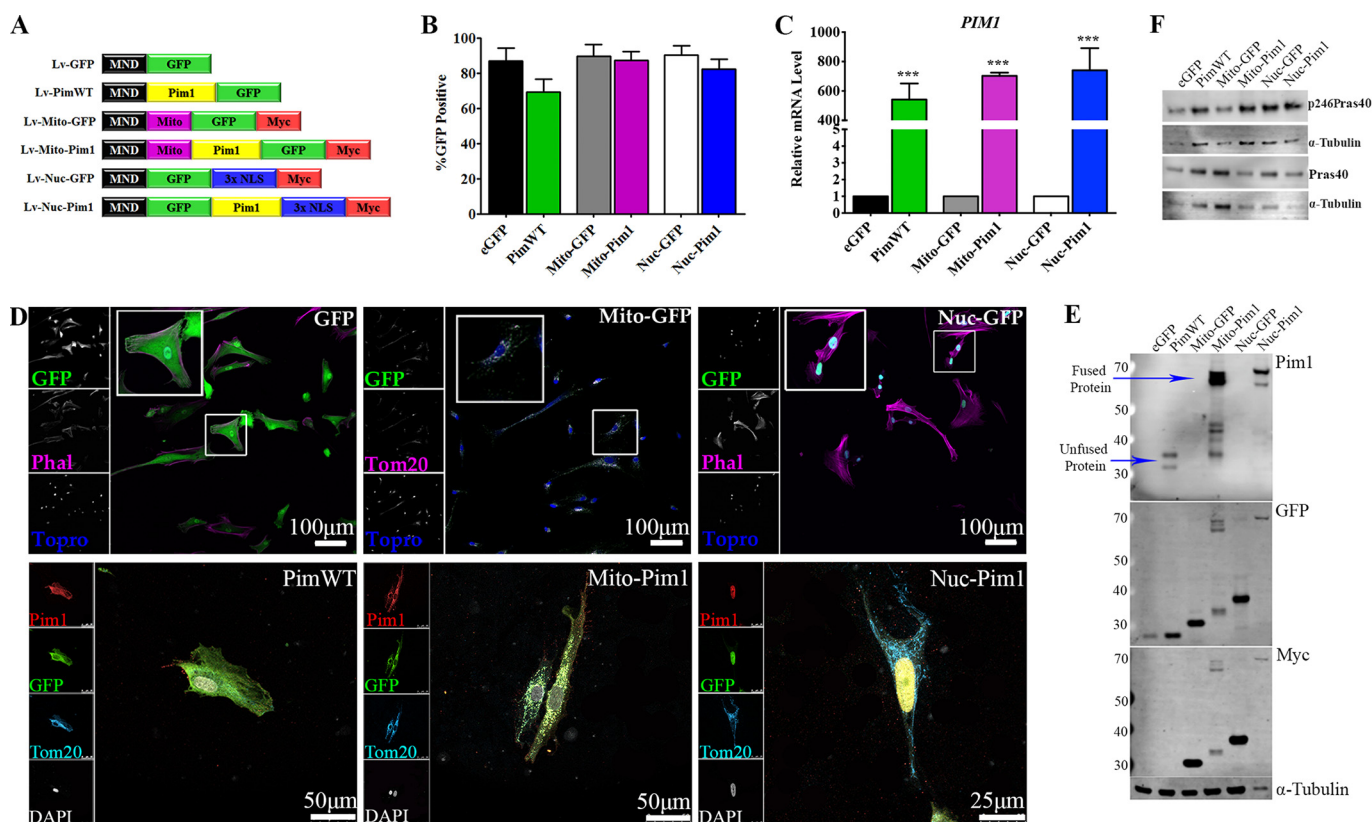 A
Lv-GFP MND GFP
Lv-PimWT MND Pim1 GFP
Lv-Mito-GFP MND Mito GFP Myc
Lv-Mito-Pim1 MND Mito Pim1 GFP Myc
Lv-Nuc-GFP MND GFP 3x NLS Myc
Lv-Nuc-Pim1 MND GFP Pim1 3x NLS Myc
B
%GFP Positive
100
80
60
40
20
0
eGFP
PimWT
Mito-GFP
Mito-Pim1
Nuc-GFP
Nuc-Pim1
C
PIM1
Relative mRNA Level
1000
800
600
400
200
5
4
3
2
1
0
***
***
***
eGFP
PimWT
Mito-GFP
Mito-Pim1
Nuc-GFP
Nuc-Pim1
F
eGFP
PimWT
Mito-GFP
Mito-Pim1
Nuc-GFP
Nuc-Pim1
p246Pras40
α-Tubulin
Pras40
α-Tubulin
D
GFP
GFP
Phal
Topro
100µm
Mito-GFP
GFP
Tom20
Topro
100µm
Nuc-GFP
GFP
Phal
Topro
100µm
PimWT
Pim1
GFP
Tom20
DAPI
50µm
Mito-Pim1
Pim1
GFP
Tom20
DAPI
50µm
Nuc-Pim1
Pim1
GFP
Tom20
DAPI
25µm
E
eGFP
PimWT
Mito-GFP
Mito-Pim1
Nuc-GFP
Nuc-Pim1
Pim1
Fused
Protein
Unfused
Protein
70
50
40
30
GFP
70
50
40
30
Myc
70
50
40
30
α-Tubulin